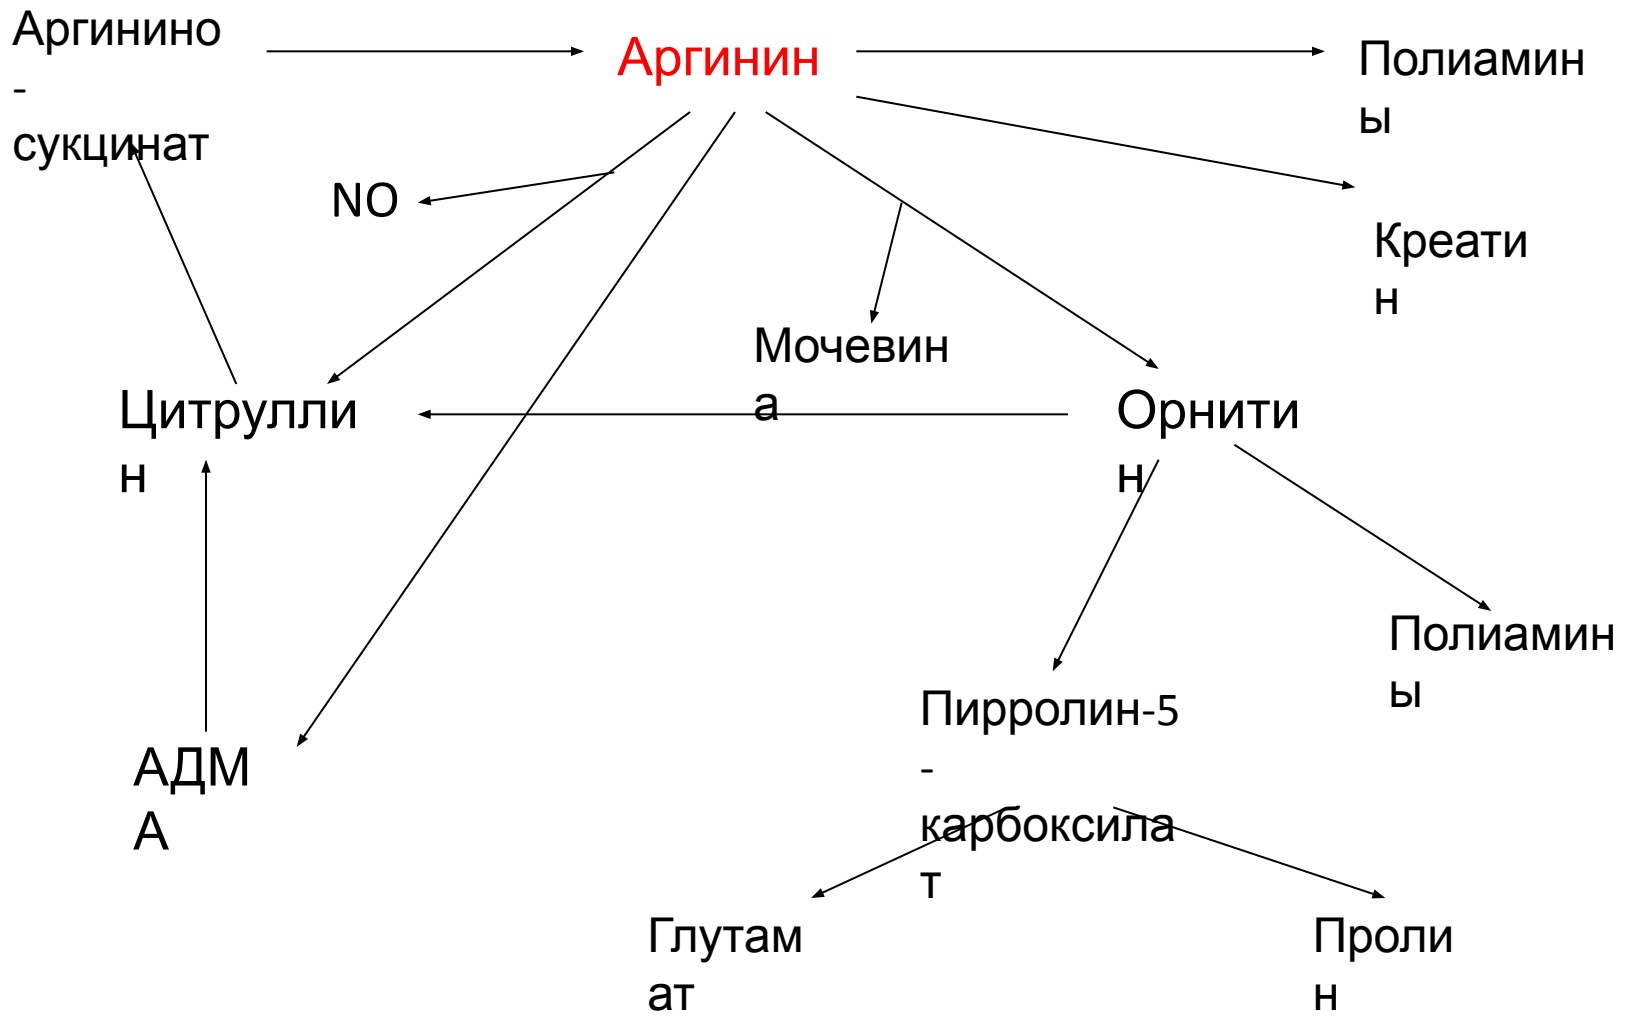 Аргинино
-
сукцинат
Аргинин
Полиамин
ы
NO
Креати
н
Мочевин
а
Цитрулли
н
Орнити
н
Полиамин
ы
Пирролин-5
-
карбоксила
т
АДМ
А
Глутам
ат
Проли
н